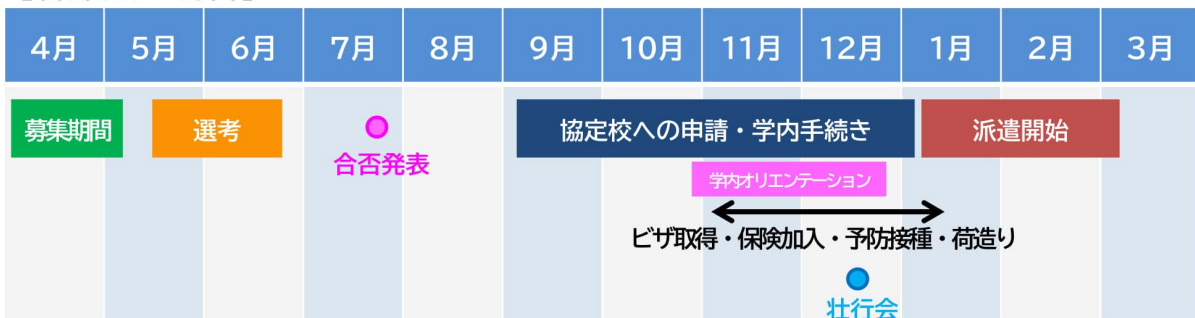 4月 5月 6月 7月 8月 9月 10月 11月 12月 1月 2月 3月
募集期間 選考 協定校への申請・学内手続き 派遣開始
合否発表
学内オリエンテーション
ビザ取得・保険加入・予防接種・荷造り
壮行会